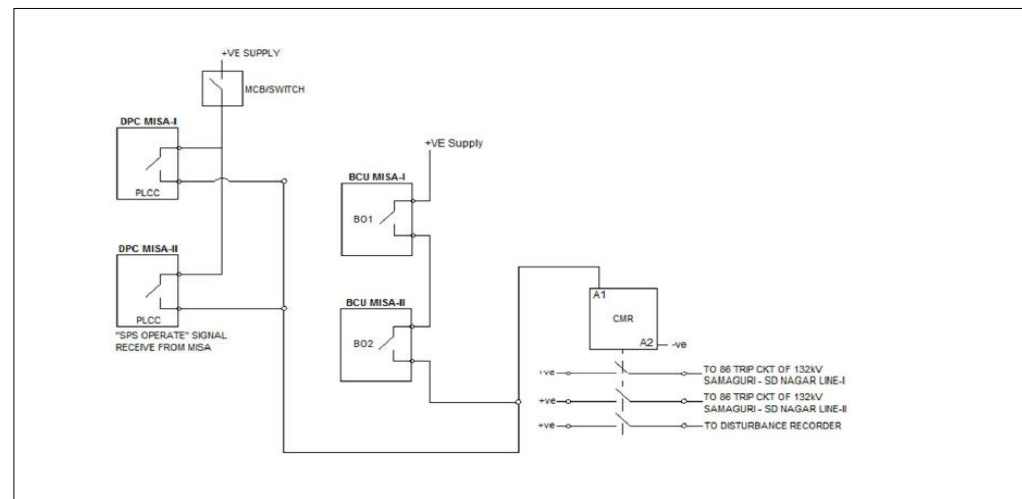 +VE SUPPLY
MCB/SWITCH
DPC MISA-I
PLCC
DPC MISA-II
PLCC
"SPS OPERATE" SIGNAL
RECEIVE FROM MISA
+VE Supply
BCU MISA-I
BO1
BCU MISA-II
BO2
A1
CMR
A2 -ve
+ve TO 86 TRIP CKT OF 132kV
SAMAGURI - SD NAGAR LINE-I
+ve TO 86 TRIP CKT OF 132kV
SAMAGURI - SD NAGAR LINE-II
+ve TO DISTURBANCE RECORDER